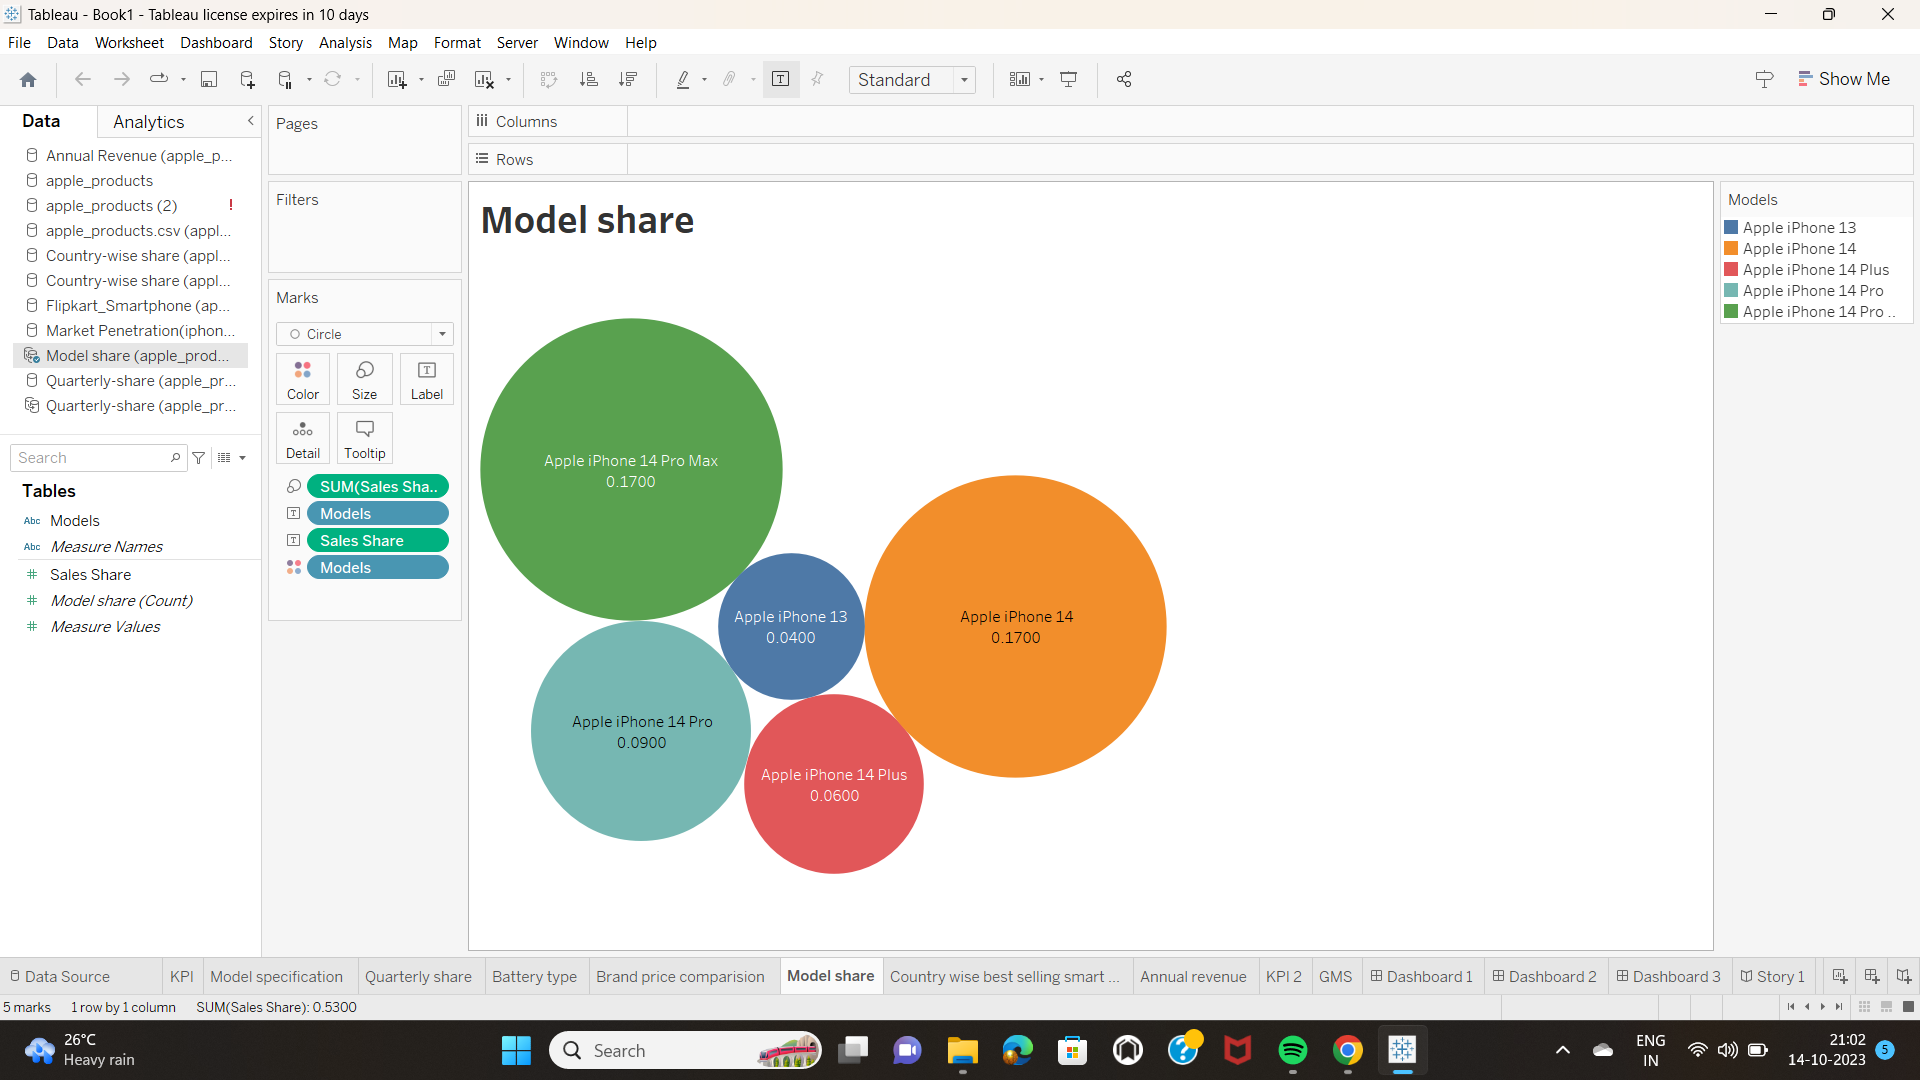 Tableau - Book1 - Tableau license expires in 10 days
File Data Worksheet Dashboard Story Analysis Map Format Server Window Help
Standard
Show Me
Data Analytics
Annual Revenue (apple_p...
apple_products
apple_products (2) !
apple_products.csv (appl...
Country-wise share (appl...
Country-wise share (appl...
Flipkart_Smartphone (ap...
Market Penetration(iphon...
Model share (apple_prod...
Quarterly-share (apple_pr...
Quarterly-share (apple_pr...
Search
Tables
Abc Models
Abc Measure Names
# Sales Share
# Model share (Count)
# Measure Values
Pages
Filters
Marks
Circle
Color Size Label
Detail Tooltip
SUM(Sales Sha..
Models
Sales Share
Models
Columns
Rows
Model share
Apple iPhone 14 Pro Max
0.1700
Apple iPhone 13
0.0400
Apple iPhone 14
0.1700
Apple iPhone 14 Pro
0.0900
Apple iPhone 14 Plus
0.0600
Models
Apple iPhone 13
Apple iPhone 14
Apple iPhone 14 Plus
Apple iPhone 14 Pro
Apple iPhone 14 Pro ..
Data Source KPI Model specification Quarterly share Battery type Brand price comparision Model share Country wise best selling smart ... Annual revenue KPI 2 GMS Dashboard 1 Dashboard 2 Dashboard 3 Story 1
5 marks 1 row by 1 column SUM(Sales Share): 0.5300
26°C
Heavy rain
Search
ENG
IN
21:02
14-10-2023
5